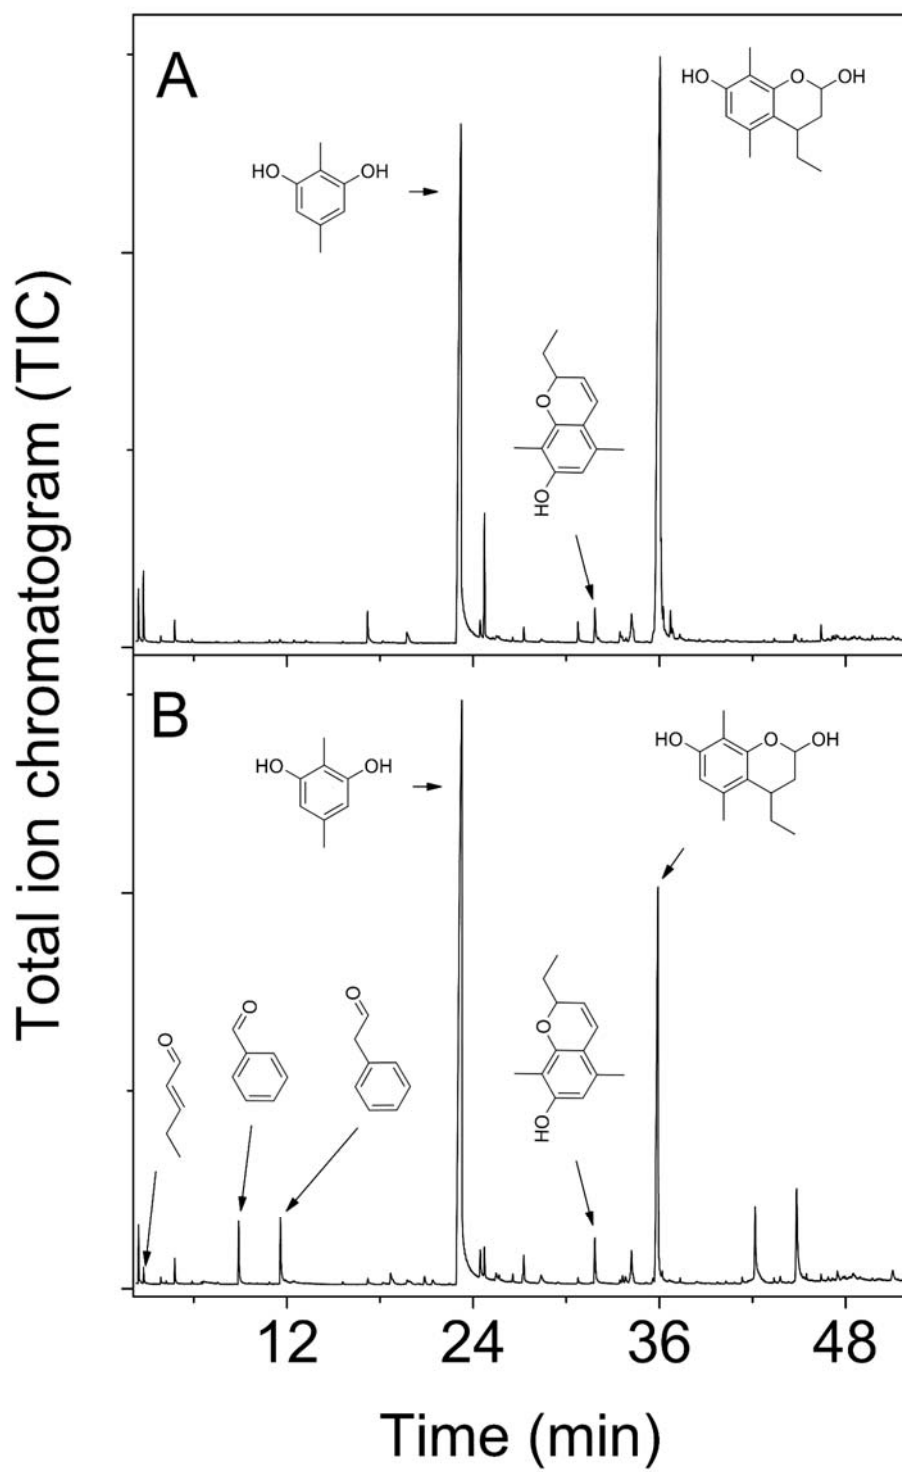 Total ion chromatogram (TIC)
A
HO
OH
HO
O
OH
O
HO
B
HO
OH
HO
O
OH
O
O
O
O
HO
12
24
36
48
Time (min)